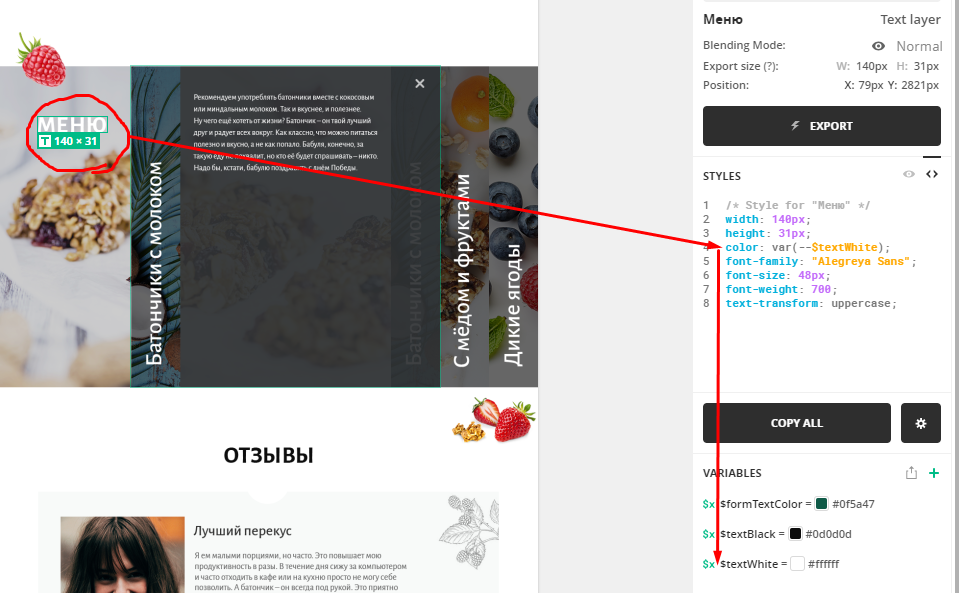 МЕНЮ
T 140 × 31
Рекомендуем употреблять батончики вместе с кокосовым
или миндальным молоком. Так и вкуснее, и полезнее.
Ну чего ещё хотеть от жизни? Батончик – он твой лучший
друг и радует всех вокруг. Как классно, что можно питаться
полезно и вкусно, а не как попало. Бабуля, конечно, за
такую еду не похвалит, но кто её будет спрашивать – никто.
Надо бы, кстати, бабулю поздравить с днём Победы.
Батончики с молоком
Батончики с молоком
С мёдом и фруктами
Дикие ягоды
ОТЗЫВЫ
Лучший перекус
Я ем малыми порциями, но часто. Это повышает мою
продуктивность в разы. В течение дня сижу за компьютером
и часто отходить в кафе или на кухню просто не могу себе
позволить. А батончик – он всегда под рукой. Это приятно
Меню
Text layer
Blending Mode:
Normal
Export size (?):
W: 140px H: 31px
Position:
X: 79px Y: 2821px
EXPORT
STYLES
1 /* Style for "Меню" */
2 width: 140px;
3 height: 31px;
4 color: var(--$textWhite);
5 font-family: "Alegreya Sans";
6 font-size: 48px;
7 font-weight: 700;
8 text-transform: uppercase;
COPY ALL
VARIABLES
$x $formTextColor = #0f5a47
$x $textBlack = #0d0d0d
$x $textWhite = #ffffff